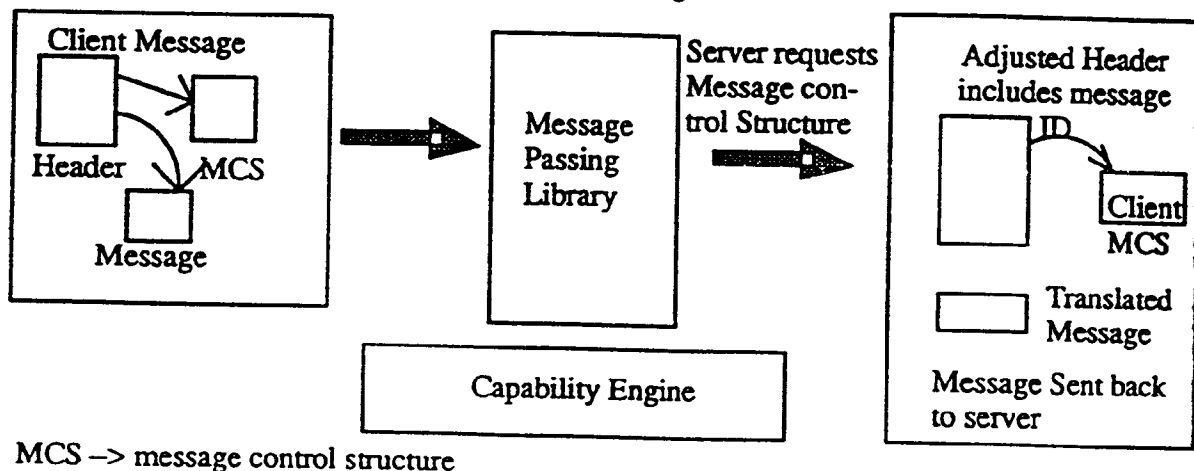 Client Message
Header
MCS
Message
Message
Passing
Library
Server requests
Message con-
trol Structure
Capability Engine
Adjusted Header
includes message
ID
Client
MCS
Translated
Message
Message Sent back
to server
MCS –> message control structure